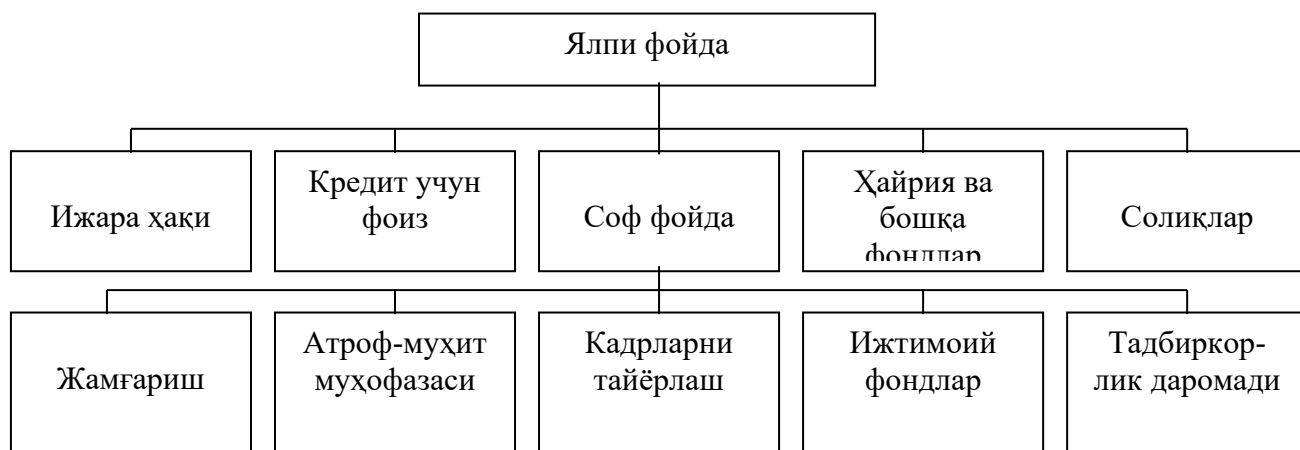 Ялпи фойда
Ижара ҳақи
Кредит учун
фоиз
Соф фойда
Ҳайрия ва
бошқа
фондлар
Солиқлар
Жамғариш
Атроф-муҳит
муҳофазаси
Кадрларни
тайёрлаш
Ижтимоий
фондлар
Тадбиркор-
лик даромади